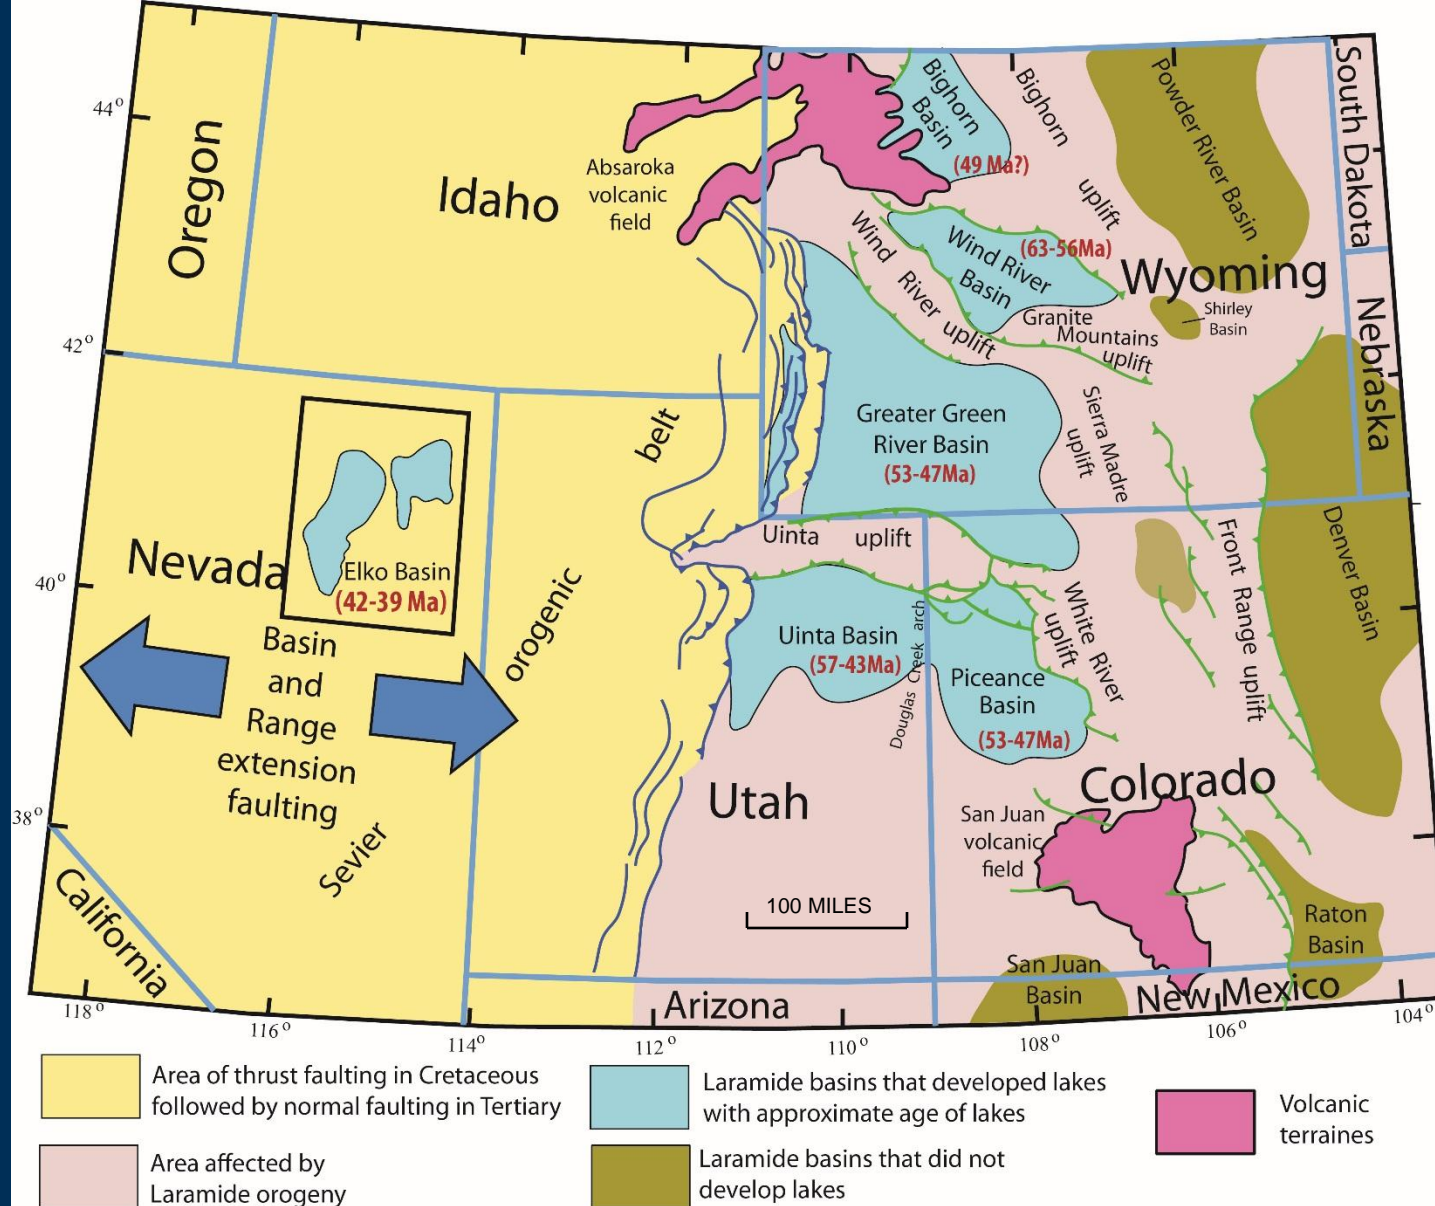 44°
42°
40°
38°
118°
116°
114°
112°
110°
108°
106°
104°
Oregon
Idaho
Absaroka
volcanic
field
Bighorn
Basin
(49 Ma?)
Bighorn
uplift
Powder River Basin
South Dakota
Wind River
Basin
(63-56Ma)
Wyoming
Wind River uplift
Granite
Mountains
uplift
Shirley
Basin
Nebraska
Greater Green
River Basin
(53-47Ma)
Sierra Madre
uplift
Nevada
Elko Basin
(42-39 Ma)
Basin
and
Range
extension
faulting
Sevier
orogenic
belt
Uinta uplift
Uinta Basin
(57-43Ma)
Douglas Creek arch
Piceance
Basin
(53-47Ma)
White River
uplift
Front Range uplift
Denver Basin
Utah
Colorado
San Juan
volcanic
field
100 MILES
California
Arizona
San Juan
Basin
New Mexico
Raton
Basin
Area of thrust faulting in Cretaceous
followed by normal faulting in Tertiary
Area affected by
Laramide orogeny
Laramide basins that developed lakes
with approximate age of lakes
Laramide basins that did not
develop lakes
Volcanic
terraines